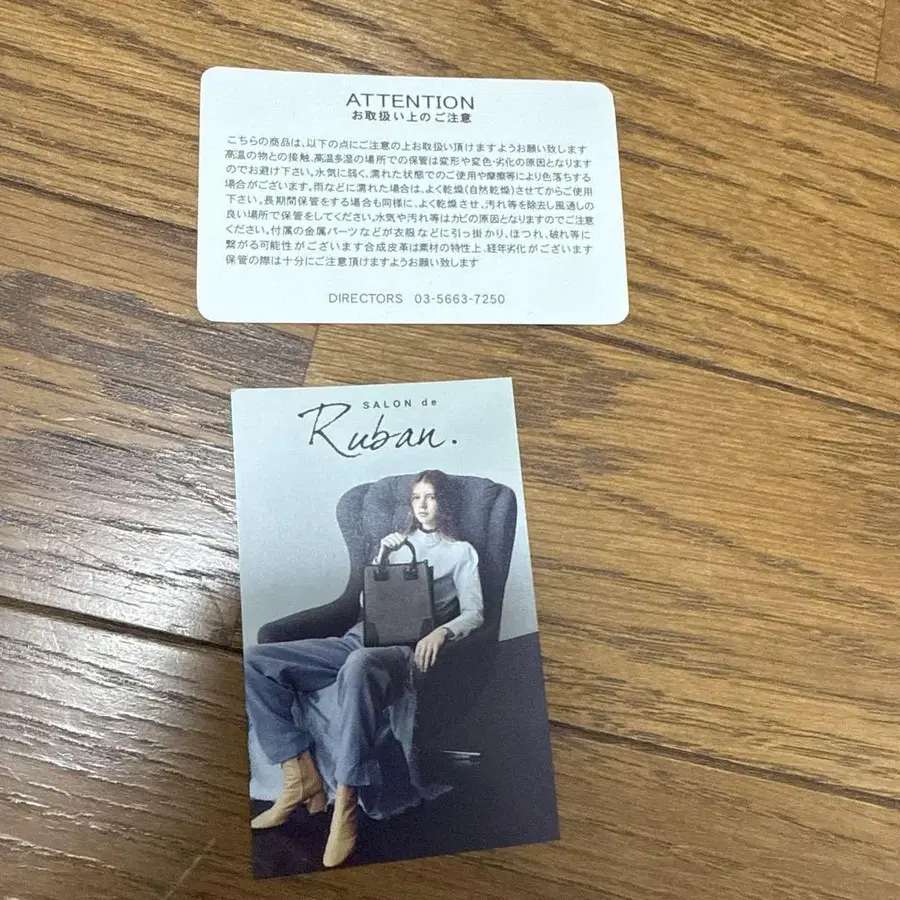 ATTENTION
お取扱い上のご注意
こちらの商品は、以下の点にご注意の上お取扱い頂けますようお願い致します
高温の物との接触、高温多湿の場所での保管は変形や変色・劣化の原因となります
のでお避け下さい。水気に弱く、濡れた状態でのご使用や摩擦等により色落ちする
場合がございます。雨などに濡れた場合は、よく乾燥(自然乾燥)させてからご使用
下さい。長期間保管をする場合も同様に、よく乾燥させ、汚れ等を除去し風通しの
良い場所で保管をしてください。水気や汚れ等はカビの原因となりますのでご注意
ください。付属の金属パーツなどが衣服などに引っ掛かり、ほつれ、破れ等に
繋がる可能性がございます合成皮革は素材の特性上、経年劣化がございます
保管の際は十分にご注意頂けますようお願い致します
DIRECTORS 03-5663-7250
SALON de
Ruban.